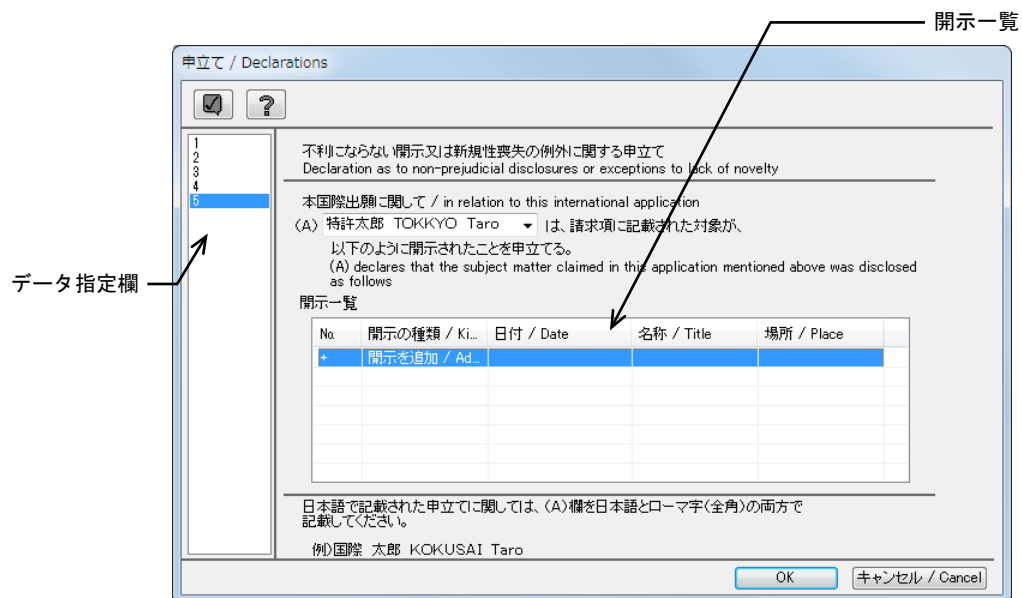 開示一覧
申立て / Declarations
1
2
3
4
5
不利にならない開示又は新規性喪失の例外に関する申立て
Declaration as to non-prejudicial disclosures or exceptions to lack of novelty
本国際出願に関して / in relation to this international application
(A) 特許太郎 TOKKYO Taro は、請求項に記載された対象が、
以下のように開示されたことを申立てる。
(A) declares that the subject matter claimed in this application mentioned above was disclosed
as follows
データ指定欄
開示一覧
No. 開示の種類 / Ki... 日付 / Date 名称 / Title 場所 / Place
+ 開示を追加 / Ad...
日本語で記載された申立てに関しては、(A)欄を日本語とローマ字(全角)の両方で
記載してください。
例)国際 太郎 KOKUSAI Taro
OK キャンセル / Cancel